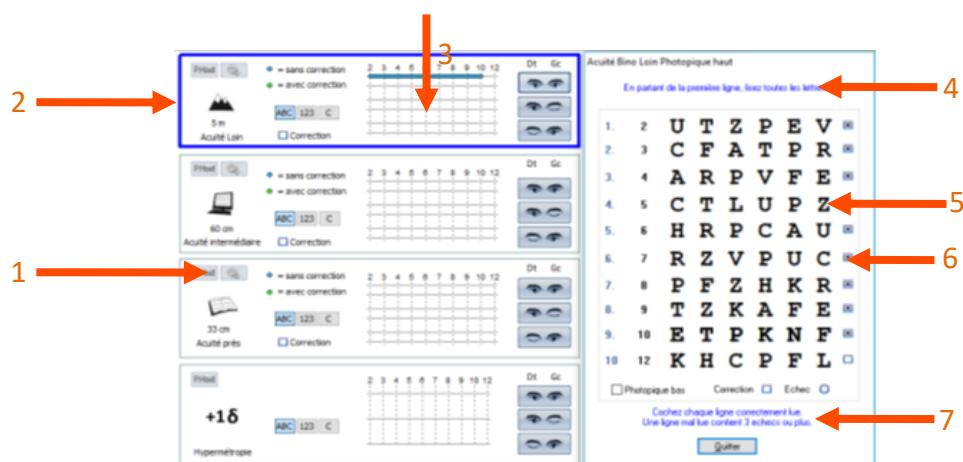 3
2
P.Haut
= sans correction
= avec correction
2 3 4 5 6 7 8 9 10 12
Dt Gc
ABC 123 C
5 m
Acuité Loin
Correction
P.Haut
= sans correction
= avec correction
2 3 4 5 6 7 8 9 10 12
Dt Gc
ABC 123 C
60 cm
Acuité intermédiaire
Correction
1
= sans correction
= avec correction
2 3 4 5 6 7 8 9 10 12
Dt Gc
ABC 123 C
33 cm
Acuité près
Correction
P.Haut
2 3 4 5 6 7 8 9 10 12
Dt Gc
+1δ
ABC 123 C
Hypermétropie
Acuité Bino Loin Photopique haut
En partant de la première ligne, lisez toutes les
4
1. 2 U T Z P E V
2. 3 C F A T P R
3. 4 A R P V F E
4. 5 C T L U P Z
5
5. 6 H R P C A U
6. 7 R Z V P U C
6
7. 8 P F Z H K R
8. 9 T Z K A F E
9. 10 E T P K N F
10 12 K H C P F L
Photopique bas Correction Echec
Cochez chaque ligne correctement lue.
Une ligne mal lue contient 3 echecs ou plus.
7
Quitter